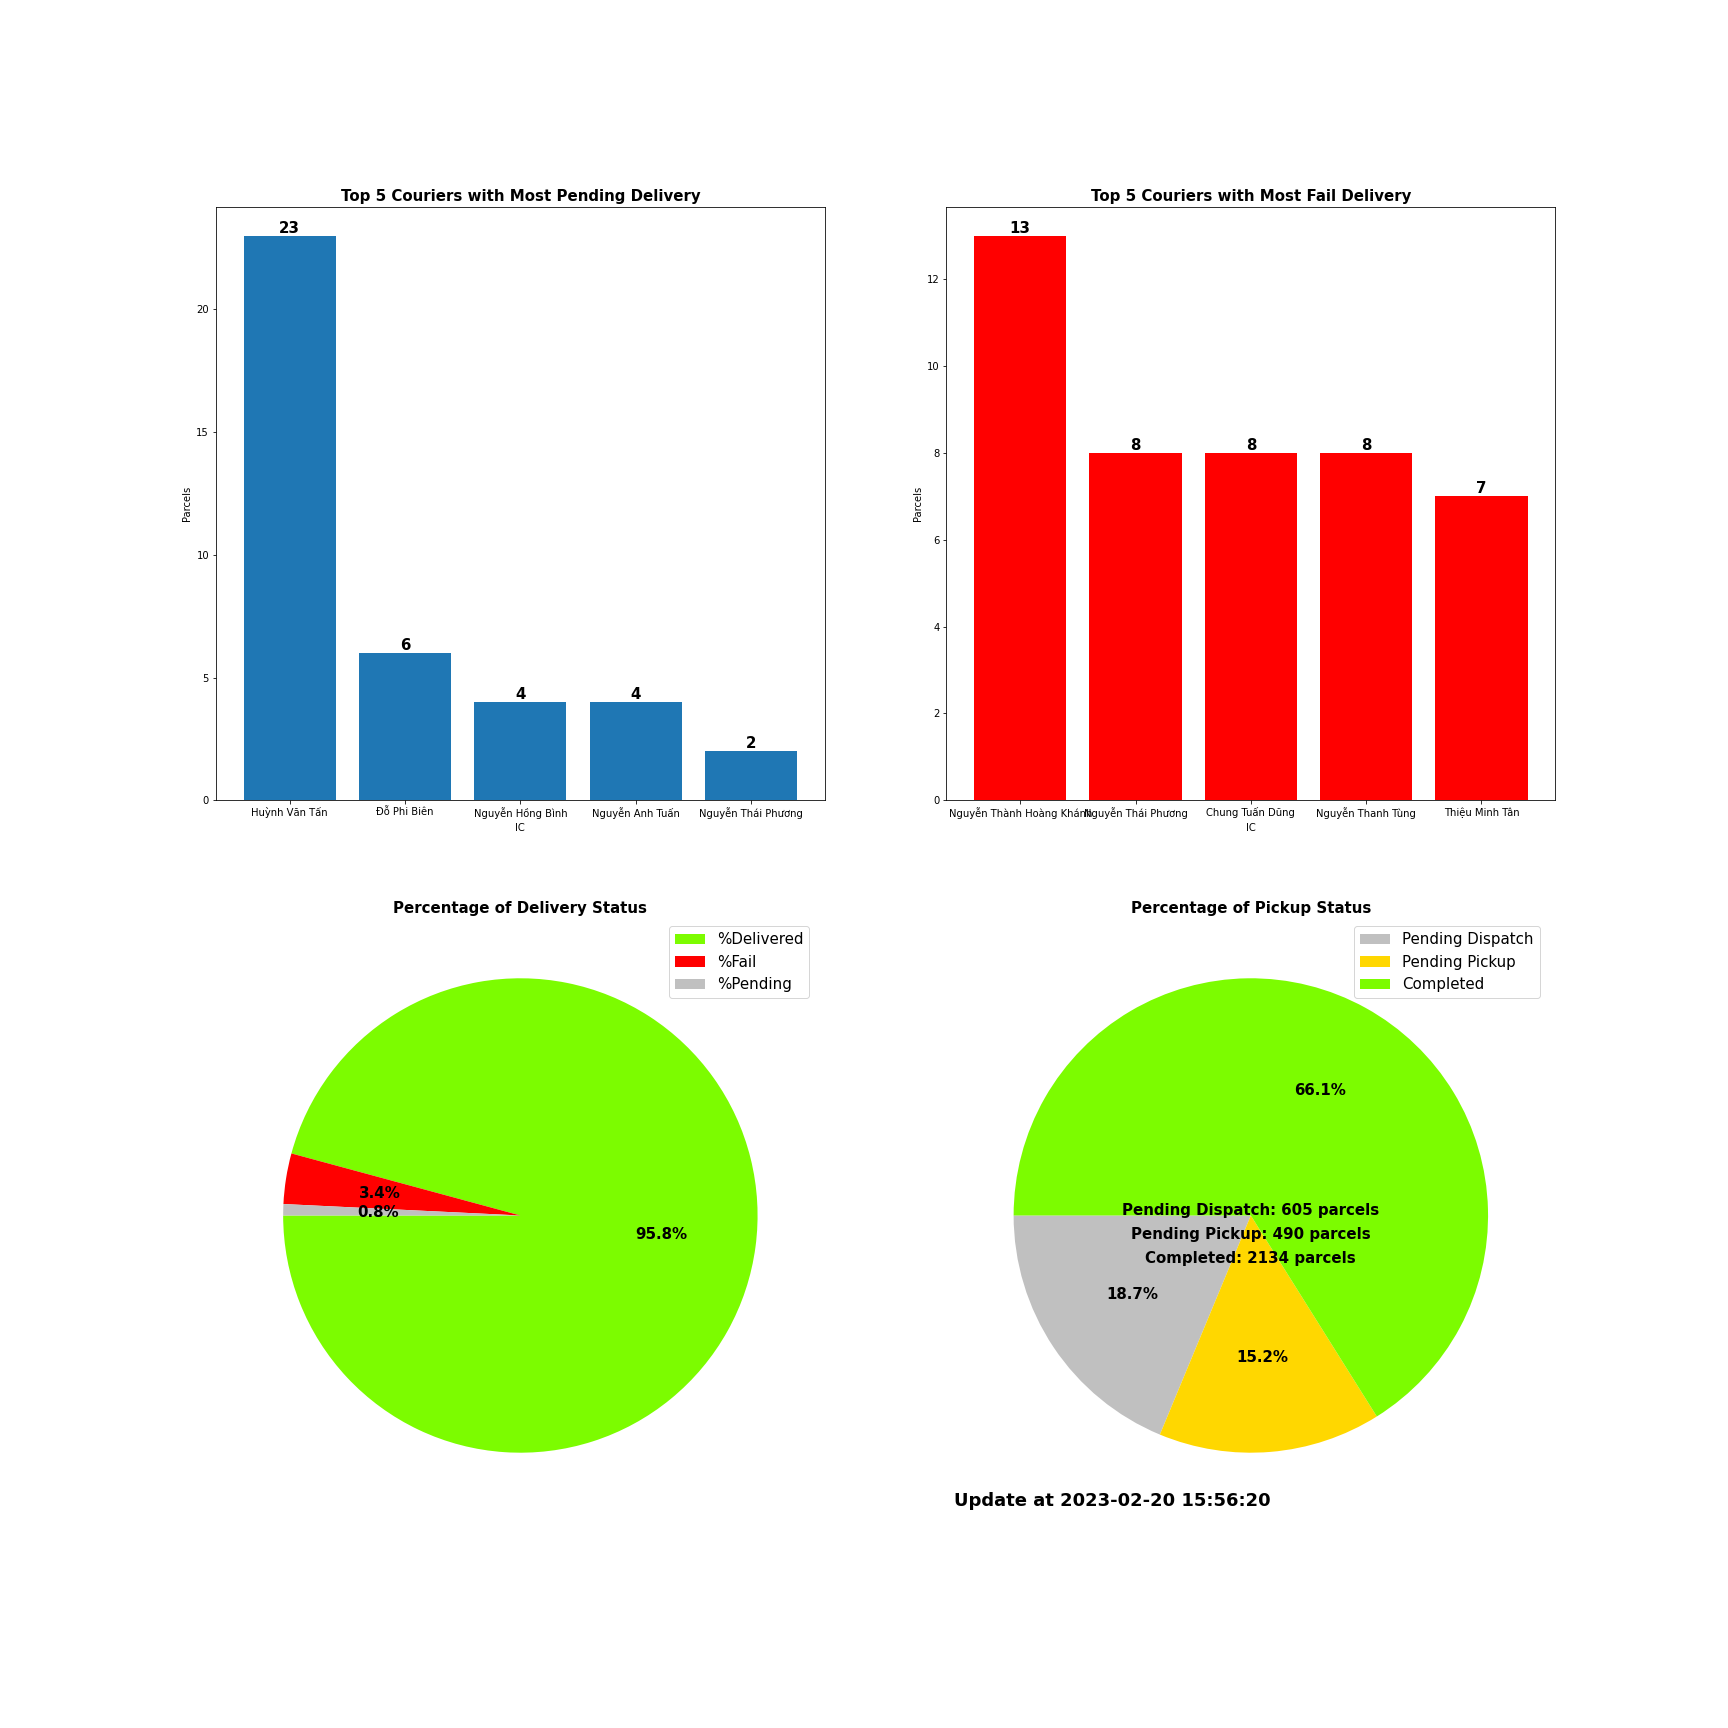 Top 5 Couriers with Most Pending Delivery
23
6
4
4
2
20
15
10
5
0
Parcels
Huỳnh Văn Tấn
Đỗ Phi Biên
Nguyễn Hồng Bình
Nguyễn Anh Tuấn
Nguyễn Thái Phương
IC
Top 5 Couriers with Most Fail Delivery
13
8
8
8
7
12
10
8
6
4
2
0
Parcels
Nguyễn Thành Hoàng Khánh
Nguyễn Thái Phương
Chung Tuấn Dũng
Nguyễn Thanh Tùng
Thiệu Minh Tân
IC
Percentage of Delivery Status
%Delivered
%Fail
%Pending
3.4%
0.8%
95.8%
Percentage of Pickup Status
Pending Dispatch
Pending Pickup
Completed
66.1%
Pending Dispatch: 605 parcels
Pending Pickup: 490 parcels
Completed: 2134 parcels
18.7%
15.2%
Update at 2023-02-20 15:56:20